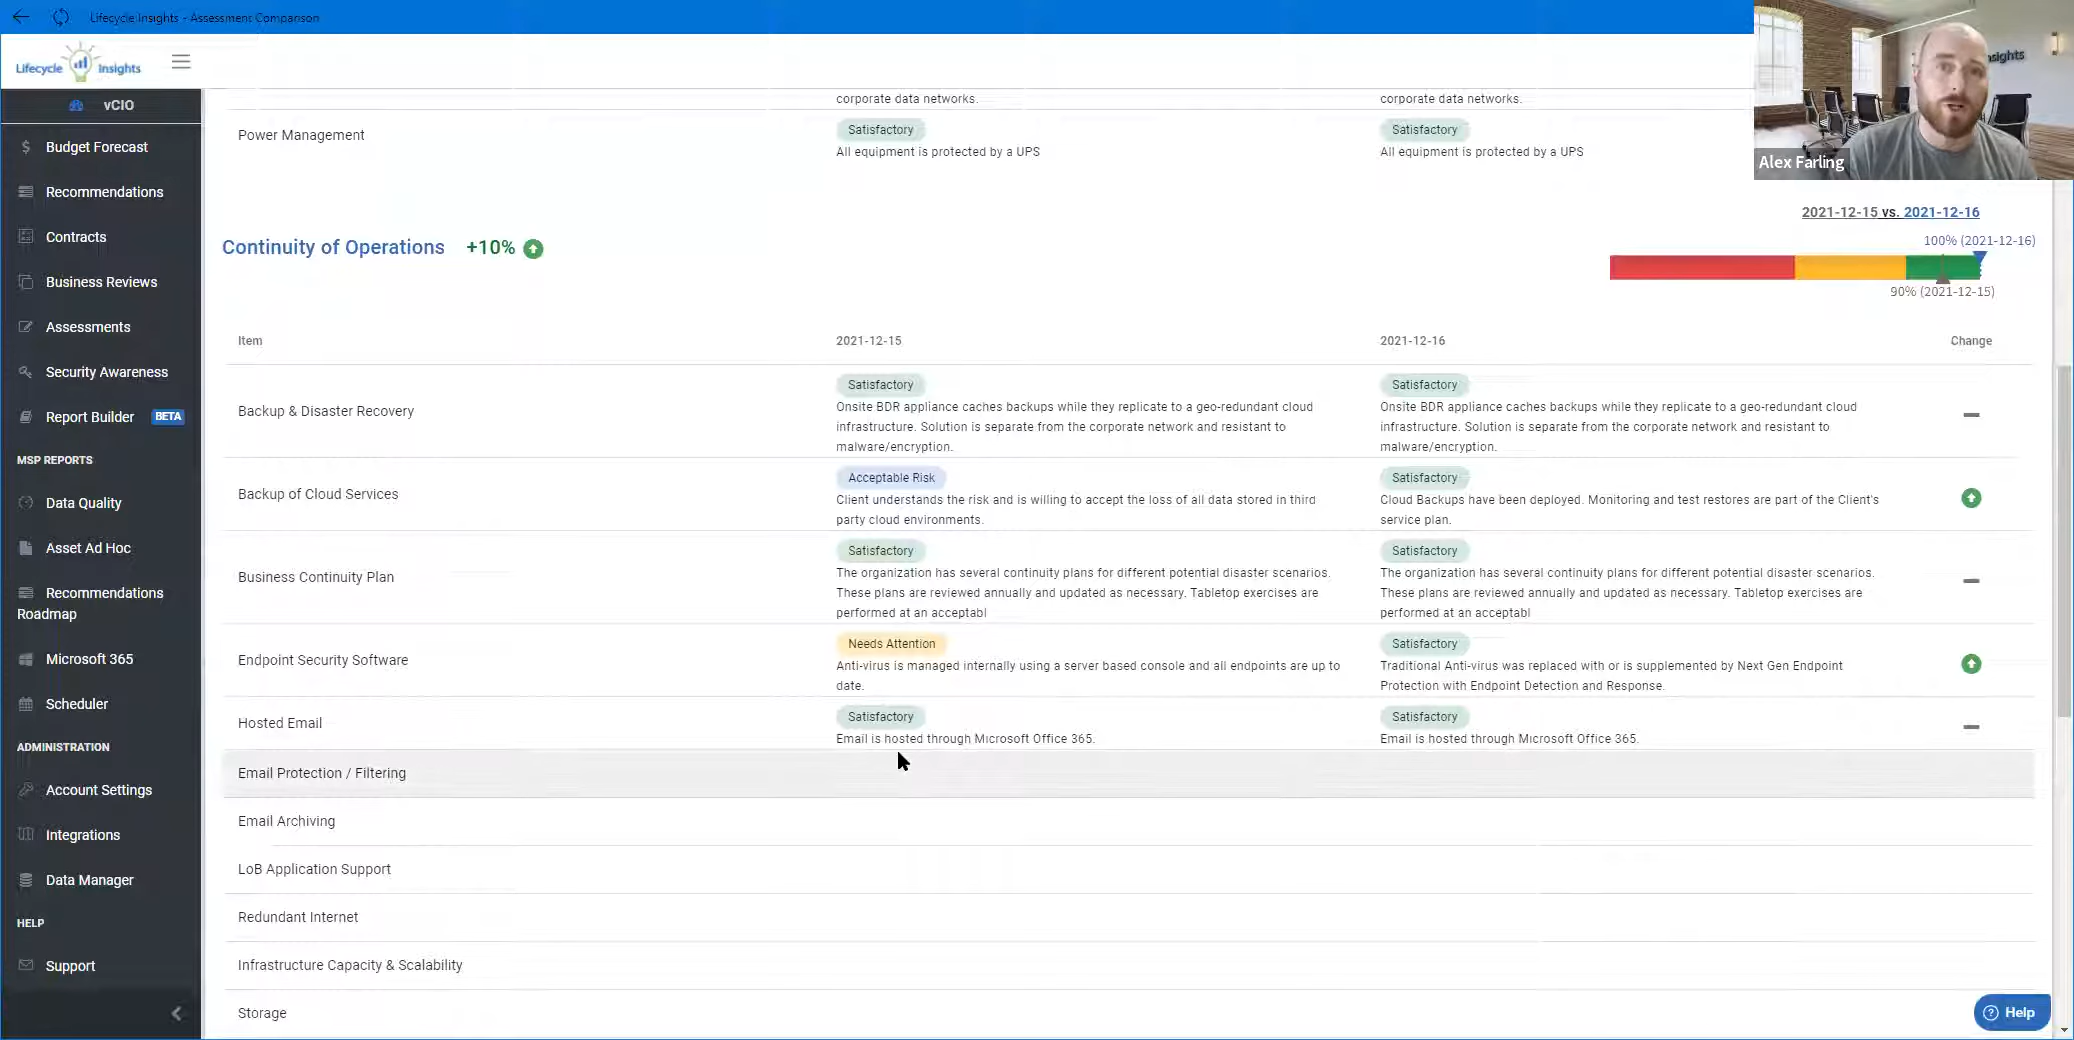 Lifecycle Insights - Assessment Comparison
Lifecycle Insights
nsights
Alex Farling
vCIO
Budget Forecast
Recommendations
Contracts
Business Reviews
Assessments
Security Awareness
Report Builder BETA
MSP REPORTS
Data Quality
Asset Ad Hoc
Recommendations
Roadmap
Microsoft 365
Scheduler
ADMINISTRATION
Account Settings
Integrations
Data Manager
HELP
Support
corporate data networks. corporate data networks.
Power Management Satisfactory Satisfactory
All equipment is protected by a UPS All equipment is protected by a UPS
2021-12-15 vs. 2021-12-16
Continuity of Operations +10% 100% (2021-12-16)
90% (2021-12-15)
Item 2021-12-15 2021-12-16 Change
Backup & Disaster Recovery
Satisfactory
Onsite BDR appliance caches backups while they replicate to a geo-redundant cloud
infrastructure. Solution is separate from the corporate network and resistant to
malware/encryption.
Satisfactory
Onsite BDR appliance caches backups while they replicate to a geo-redundant cloud
infrastructure. Solution is separate from the corporate network and resistant to
malware/encryption.
Backup of Cloud Services
Acceptable Risk
Client understands the risk and is willing to accept the loss of all data stored in third
party cloud environments.
Satisfactory
Cloud Backups have been deployed. Monitoring and test restores are part of the Client's
service plan.
Business Continuity Plan
Satisfactory
The organization has several continuity plans for different potential disaster scenarios.
These plans are reviewed annually and updated as necessary. Tabletop exercises are
performed at an acceptabl
Satisfactory
The organization has several continuity plans for different potential disaster scenarios.
These plans are reviewed annually and updated as necessary. Tabletop exercises are
performed at an acceptabl
Endpoint Security Software
Needs Attention
Anti-virus is managed internally using a server based console and all endpoints are up to
date.
Satisfactory
Traditional Anti-virus was replaced with or is supplemented by Next Gen Endpoint
Protection with Endpoint Detection and Response.
Hosted Email
Satisfactory
Email is hosted through Microsoft Office 365.
Satisfactory
Email is hosted through Microsoft Office 365.
Email Protection / Filtering
Email Archiving
LoB Application Support
Redundant Internet
Infrastructure Capacity & Scalability
Storage
Help